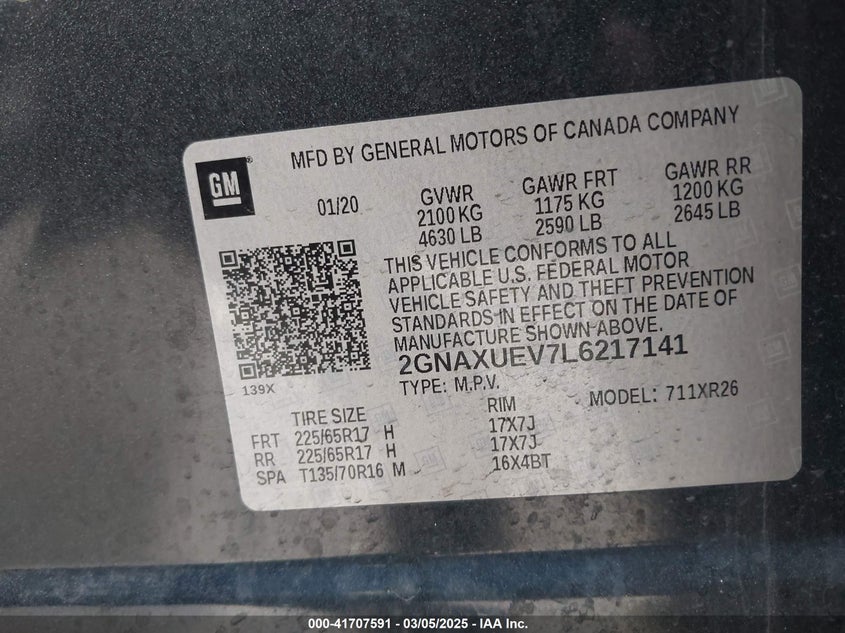 MFD BY GENERAL MOTORS OF CANADA COMPANY
GM®
01/20
GVWR
2100 KG
4630 LB
GAWR FRT
1175 KG
2590 LB
GAWR RR
1200 KG
2645 LB
THIS VEHICLE CONFORMS TO ALL
APPLICABLE U.S. FEDERAL MOTOR
VEHICLE SAFETY AND THEFT PREVENTION
STANDARDS IN EFFECT ON THE DATE OF
MANUFACTURE SHOWN ABOVE.
2GNAXUEV7L6217141
TYPE: M.P.V.
MODEL: 711XR26
139X
TIRE SIZE RIM
FRT 225/65R17 H 17X7J
RR 225/65R17 H 17X7J
SPA T135/70R16 M 16X4BT
000-41707591 - 03/05/2025 - IAA Inc.